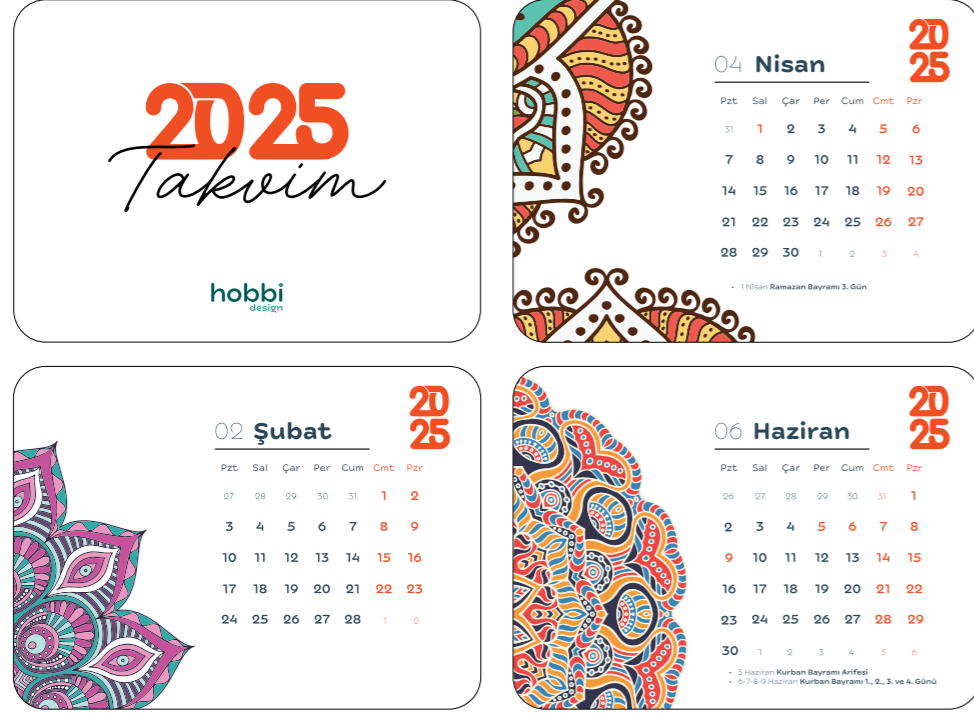 2025
Takvim
hobbi
design
20
25
04 Nisan
Pzt Sal Çar Per Cum Cmt Pzr
31 1 2 3 4 5 6
7 8 9 10 11 12 13
14 15 16 17 18 19 20
21 22 23 24 25 26 27
28 29 30 1 2 3 4
• 1 Nisan Ramazan Bayramı 3. Gün
20
25
02 Şubat
Pzt Sal Çar Per Cum Cmt Pzr
27 28 29 30 31 1 2
3 4 5 6 7 8 9
10 11 12 13 14 15 16
17 18 19 20 21 22 23
24 25 26 27 28 1 2
20
25
06 Haziran
Pzt Sal Çar Per Cum Cmt Pzr
26 27 28 29 30 31 1
2 3 4 5 6 7 8
9 10 11 12 13 14 15
16 17 18 19 20 21 22
23 24 25 26 27 28 29
30 1 2 3 4 5 6
• 5 Haziran Kurban Bayramı Arifesi
• 6-7-8-9 Haziran Kurban Bayramı 1., 2., 3. ve 4. Günü